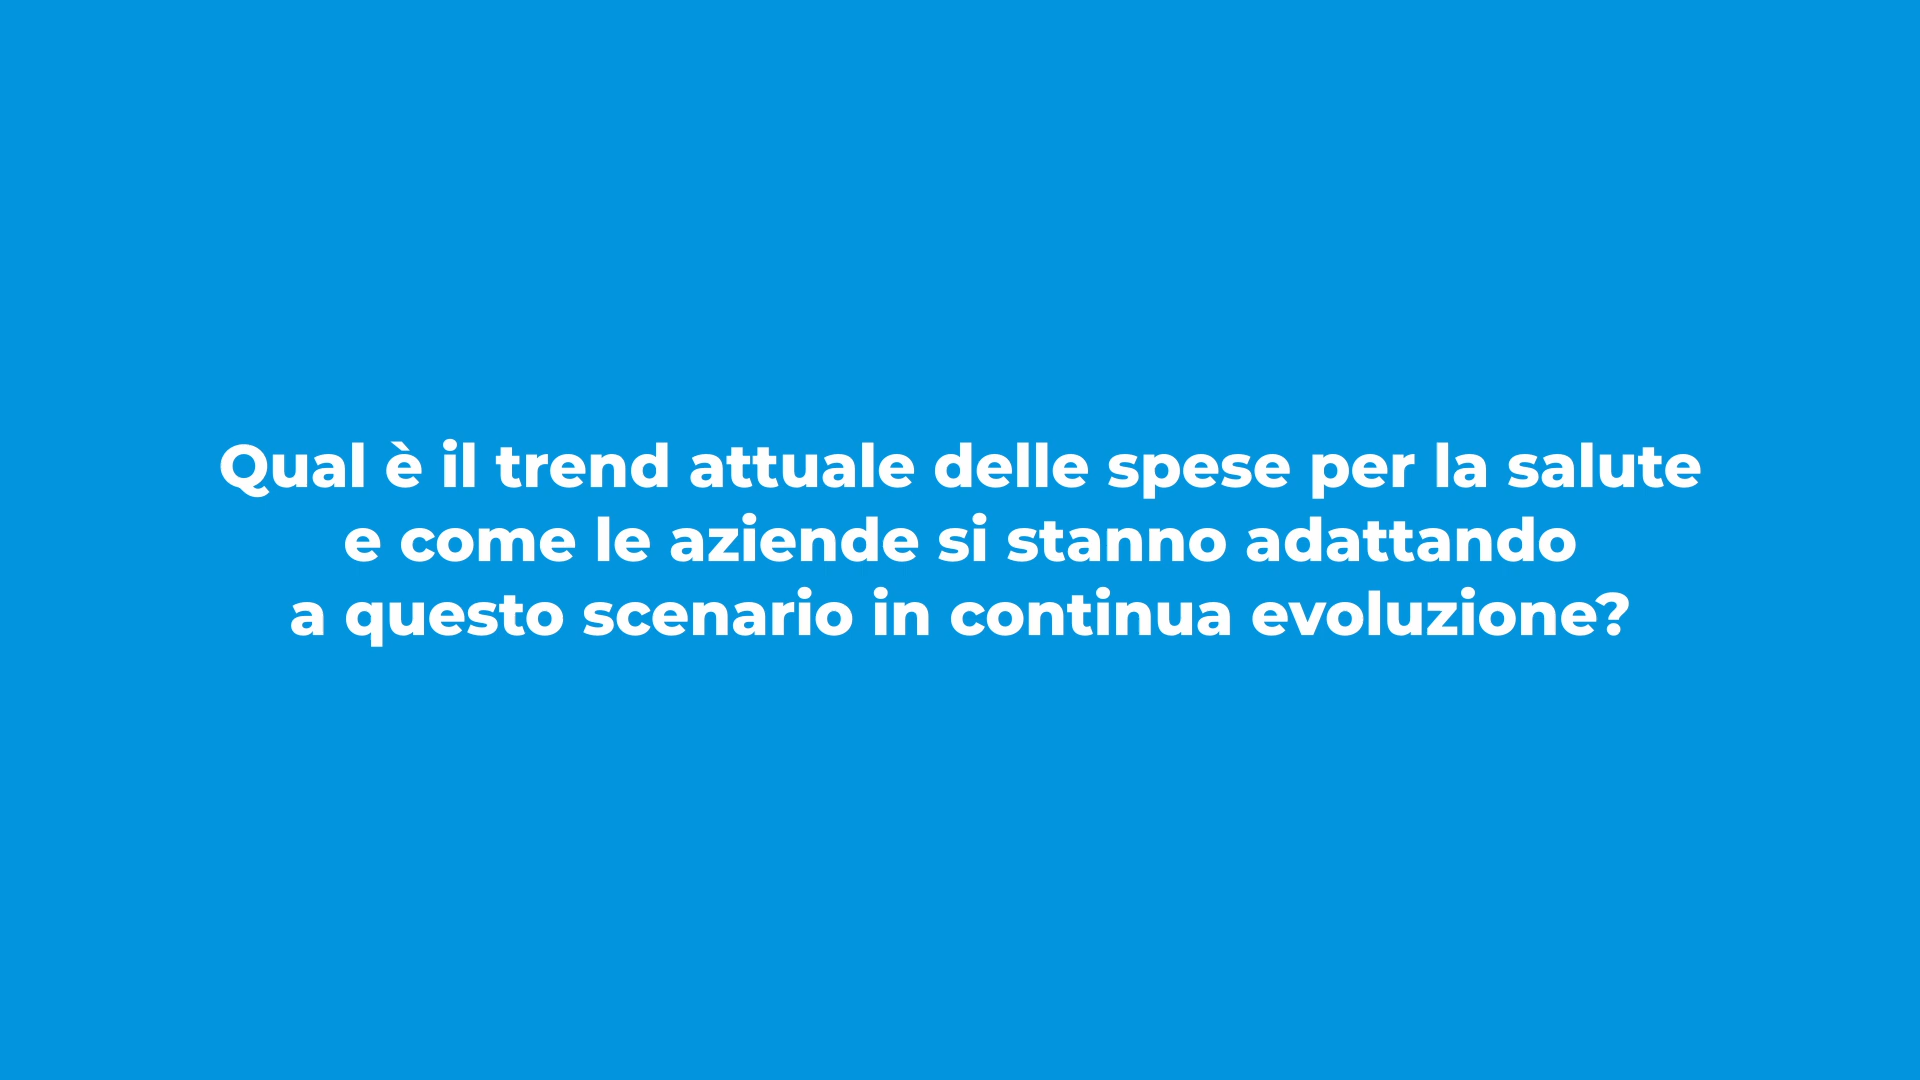 Qual è il trend attuale delle spese per la salute
e come le aziende si stanno adattando
a questo scenario in continua evoluzione?